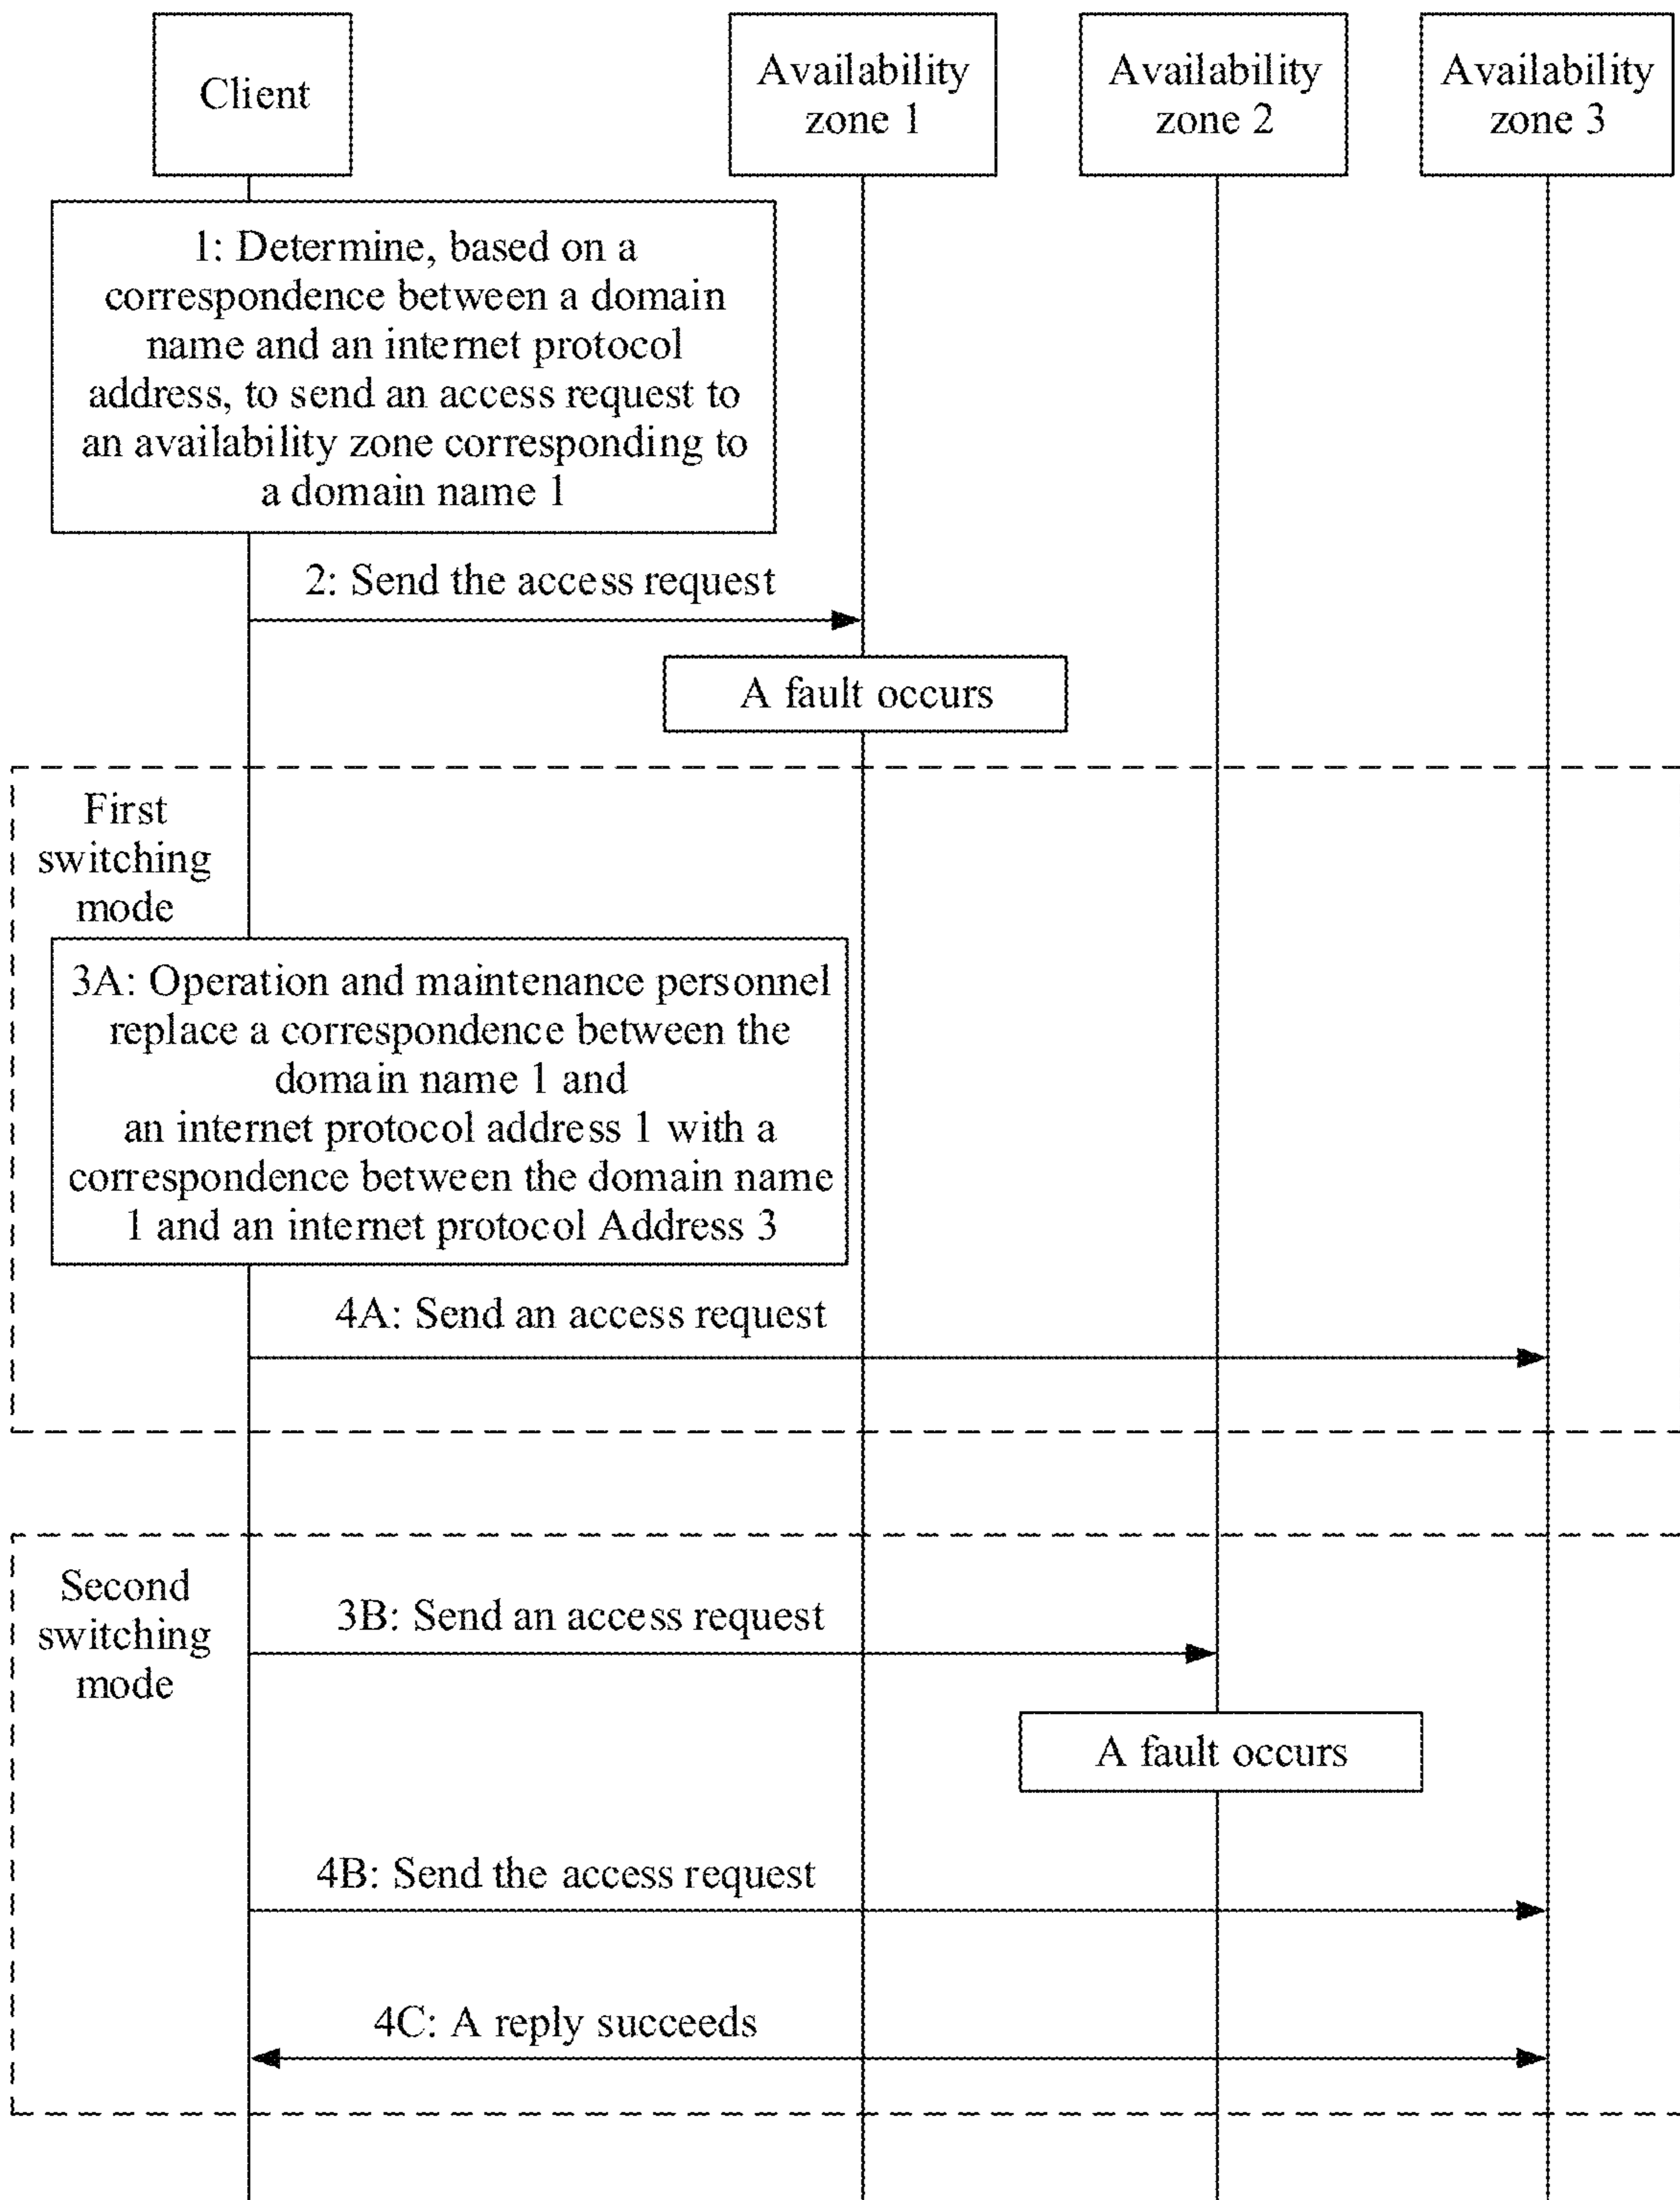 Client
Availability
zone 1
Availability
zone 2
Availability
zone 3
1: Determine, based on a
correspondence between a domain
name and an internet protocol
address, to send an access request to
an availability zone corresponding to
a domain name 1
2: Send the access request
A fault occurs
First
switching
mode
3A: Operation and maintenance personnel
replace a correspondence between the
domain name 1 and
an internet protocol address 1 with a
correspondence between the domain name
1 and an internet protocol Address 3
4A: Send an access request
Second
switching
mode
3B: Send an access request
A fault occurs
4B: Send the access request
4C: A reply succeeds